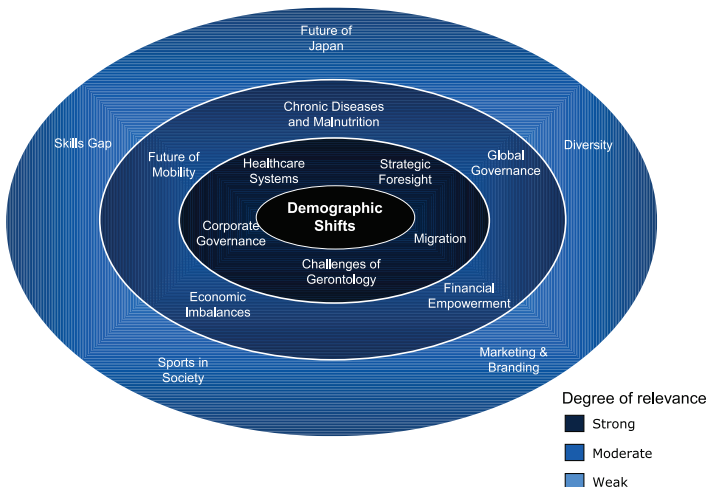 Future of
Japan
Chronic Diseases
and Malnutrition
Skills Gap
Diversity
Future of
Mobility
Healthcare
Systems
Strategic
Foresight
Global
Governance
Demographic
Shifts
Corporate
Governance
Migration
Challenges of
Gerontology
Economic
Imbalances
Financial
Empowerment
Sports in
Society
Marketing &
Branding
Degree of relevance
Strong
Moderate
Weak